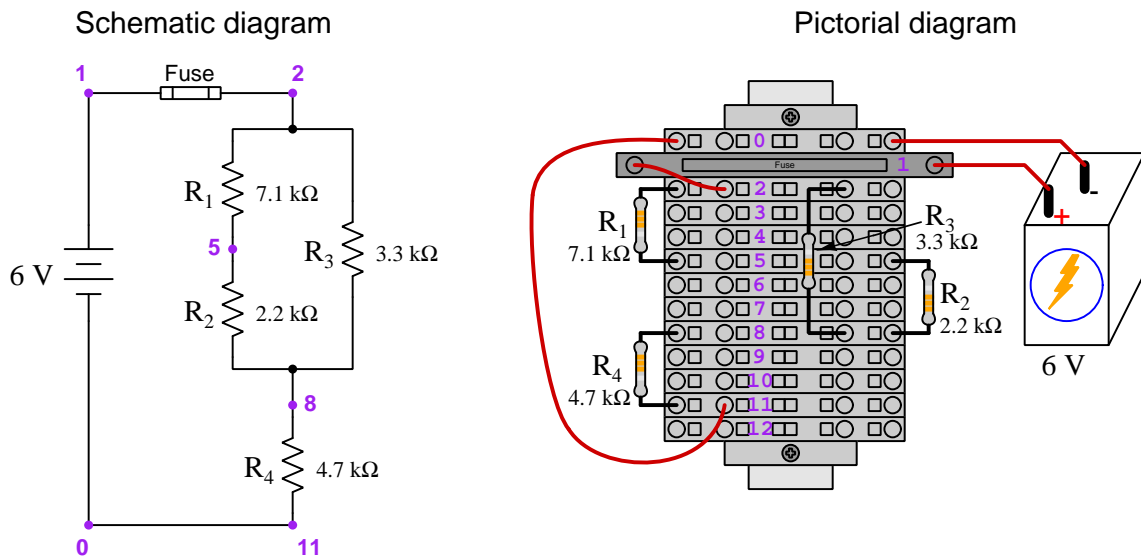 Schematic diagram
1
Fuse
2
R1
7.1 kΩ
5
R3
3.3 kΩ
6 V
R2
2.2 kΩ
8
R4
4.7 kΩ
0
11
Pictorial diagram
0
Fuse
1
2
3
4
5
6
7
8
9
10
11
12
R1
7.1 kΩ
R3
3.3 kΩ
R2
2.2 kΩ
R4
4.7 kΩ
-
+
6 V